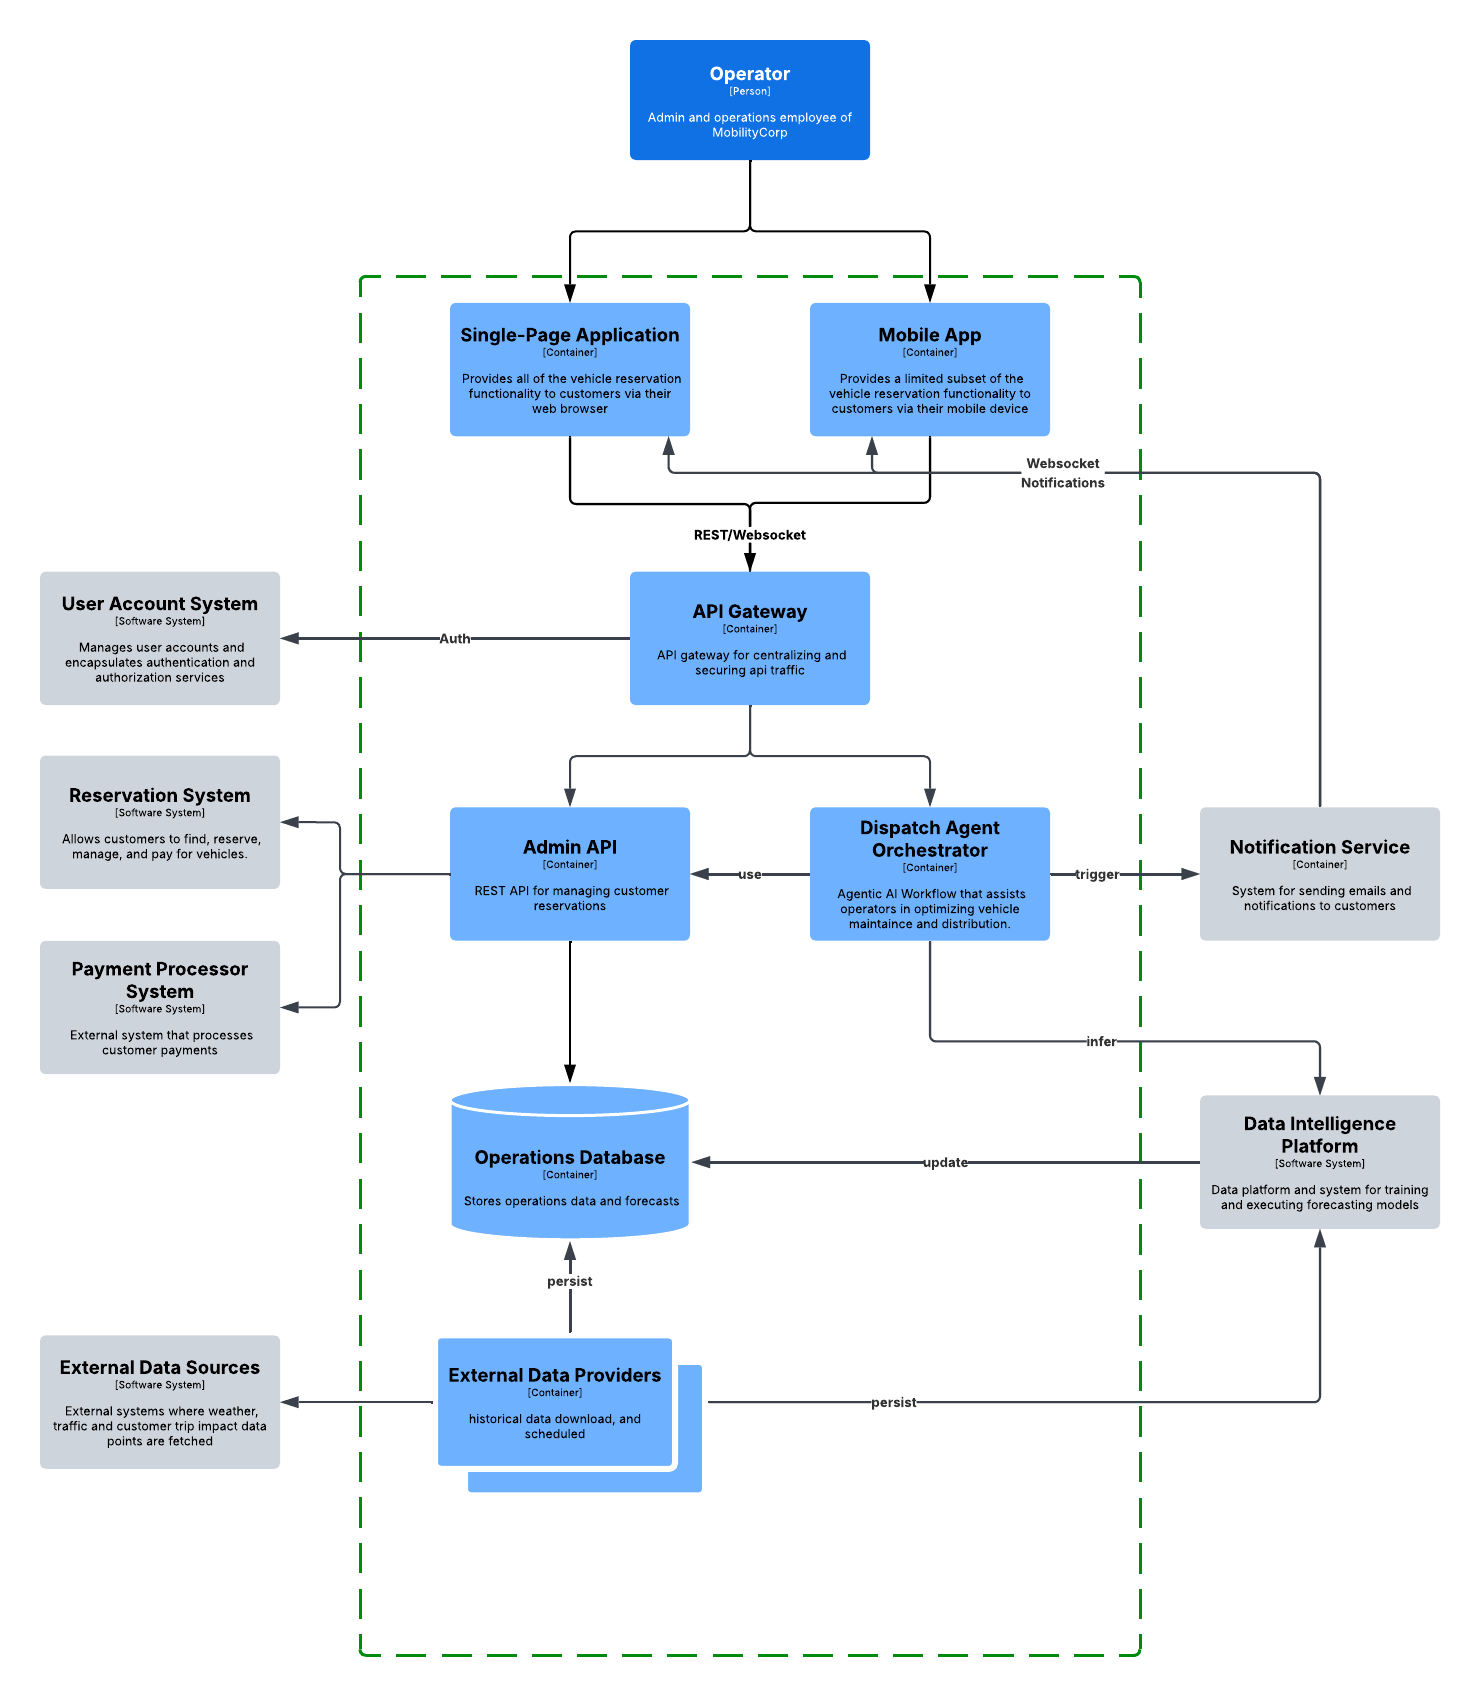 Operator
[Person]
Admin and operations employee of
MobilityCorp
Single-Page Application
[Container]
Provides all of the vehicle reservation
functionality to customers via their
web browser
Mobile App
[Container]
Provides a limited subset of the
vehicle reservation functionality to
customers via their mobile device
Websocket
Notifications
REST/Websocket
User Account System
[Software System]
Manages user accounts and
encapsulates authentication and
authorization services
Auth
API Gateway
[Container]
API gateway for centralizing and
securing api traffic
Reservation System
[Software System]
Allows customers to find, reserve,
manage, and pay for vehicles.
Admin API
[Container]
REST API for managing customer
reservations
use
Dispatch Agent
Orchestrator
[Container]
Agentic AI Workflow that assists
operators in optimizing vehicle
maintaince and distribution.
trigger
Notification Service
[Container]
System for sending emails and
notifications to customers
Payment Processor
System
[Software System]
External system that processes
customer payments
infer
Operations Database
[Container]
Stores operations data and forecasts
update
Data Intelligence
Platform
[Software System]
Data platform and system for training
and executing forecasting models
persist
External Data Sources
[Software System]
External systems where weather,
traffic and customer trip impact data
points are fetched
External Data Providers
[Container]
historical data download, and
scheduled
persist